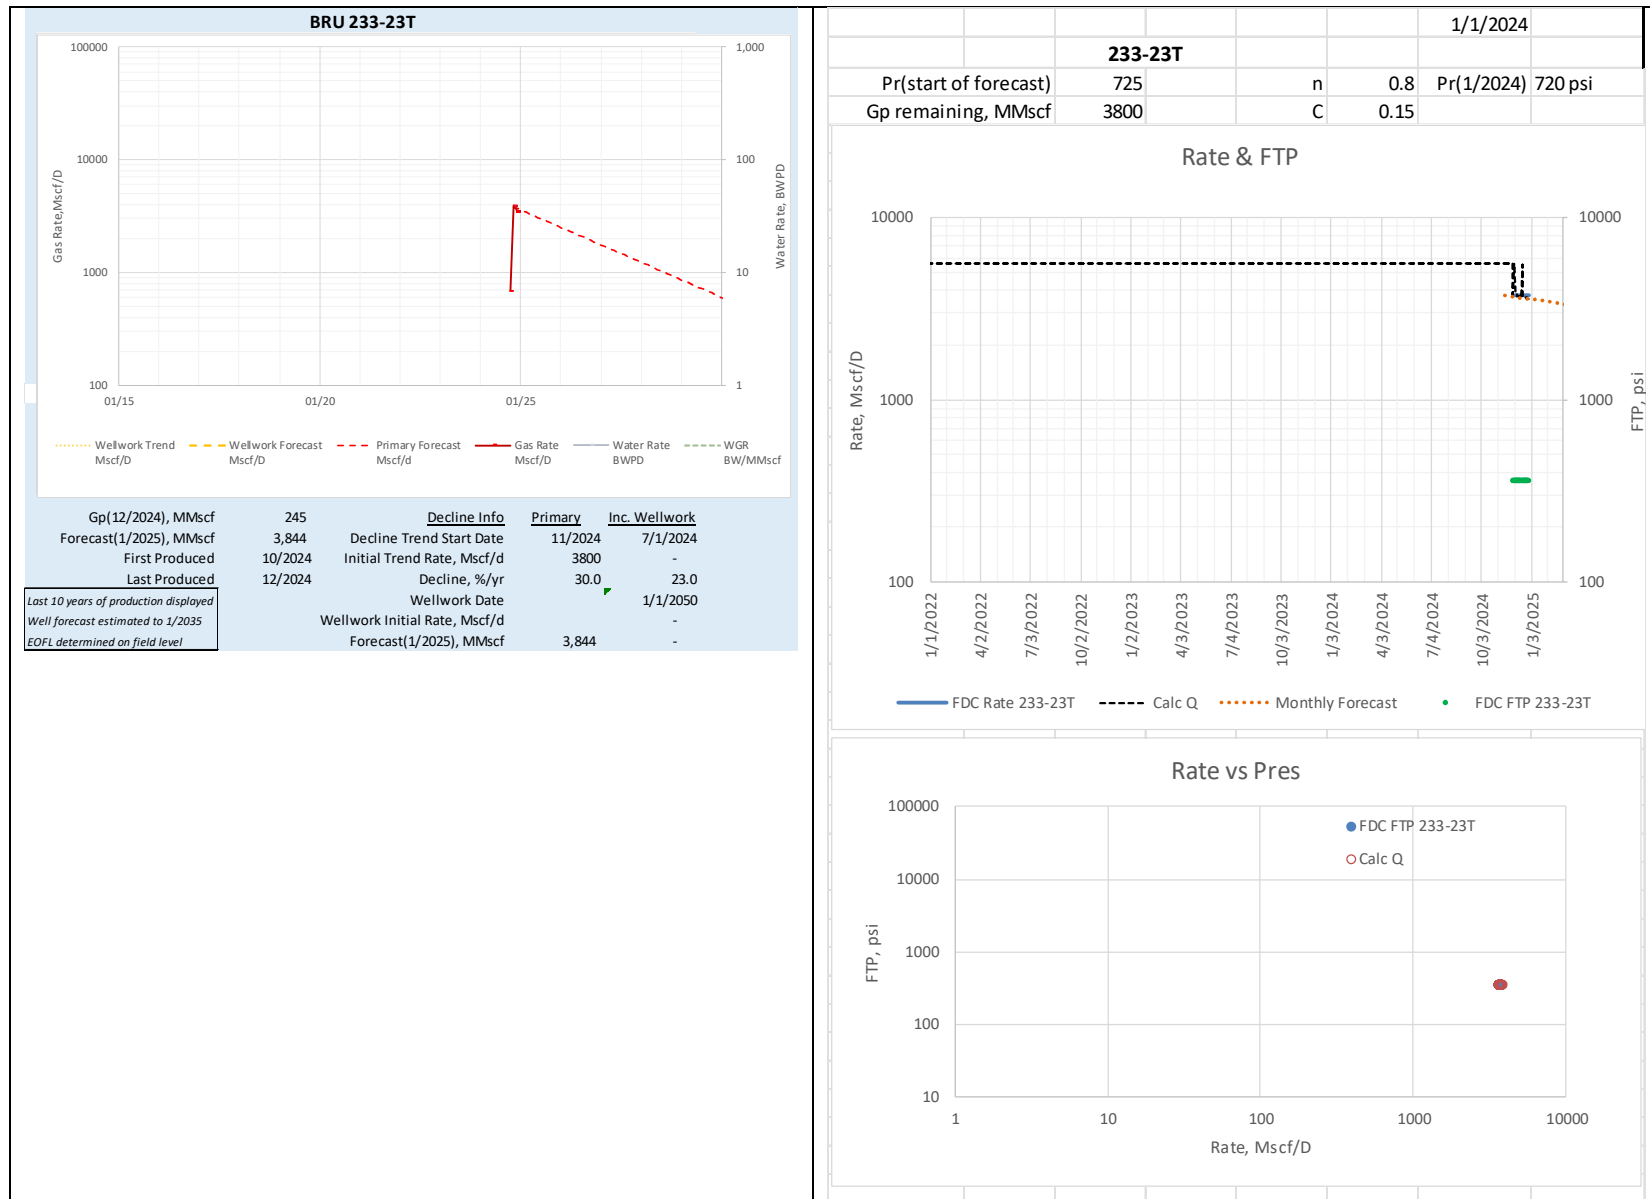 BRU 233-23T
100000
10000
1000
100
Gas Rate,Mscf/D
1,000
100
10
1
Water Rate, BWPD
01/15
01/20
01/25
Wellwork Trend Mscf/D
Wellwork Forecast Mscf/D
Primary Forecast Mscf/d
Gas Rate Mscf/D
Water Rate BWPD
WGR BW/MMscf
Gp(12/2024), MMscf 245 Decline Info Primary Inc. Wellwork
Forecast(1/2025), MMscf 3,844 Decline Trend Start Date 11/2024 7/1/2024
First Produced 10/2024 Initial Trend Rate, Mscf/d 3800 -
Last Produced 12/2024 Decline, %/yr 30.0 23.0
Last 10 years of production displayed Wellwork Date 1/1/2050
Well forecast estimated to 1/2035 Wellwork Initial Rate, Mscf/d -
EOFL determined on field level Forecast(1/2025), MMscf 3,844 -
1/1/2024
233-23T
Pr(start of forecast) 725 n 0.8 Pr(1/2024) 720 psi
Gp remaining, MMscf 3800 C 0.15
Rate & FTP
10000
1000
100
Rate, Mscf/D
10000
1000
100
FTP, psi
1/1/2022
4/2/2022
7/3/2022
10/2/2022
1/2/2023
4/3/2023
7/4/2023
10/3/2023
1/3/2024
4/3/2024
7/4/2024
10/3/2024
1/3/2025
FDC Rate 233-23T
Calc Q
Monthly Forecast
FDC FTP 233-23T
Rate vs Pres
100000
10000
1000
100
10
FTP, psi
FDC FTP 233-23T
Calc Q
1
10
100
1000
10000
Rate, Mscf/D